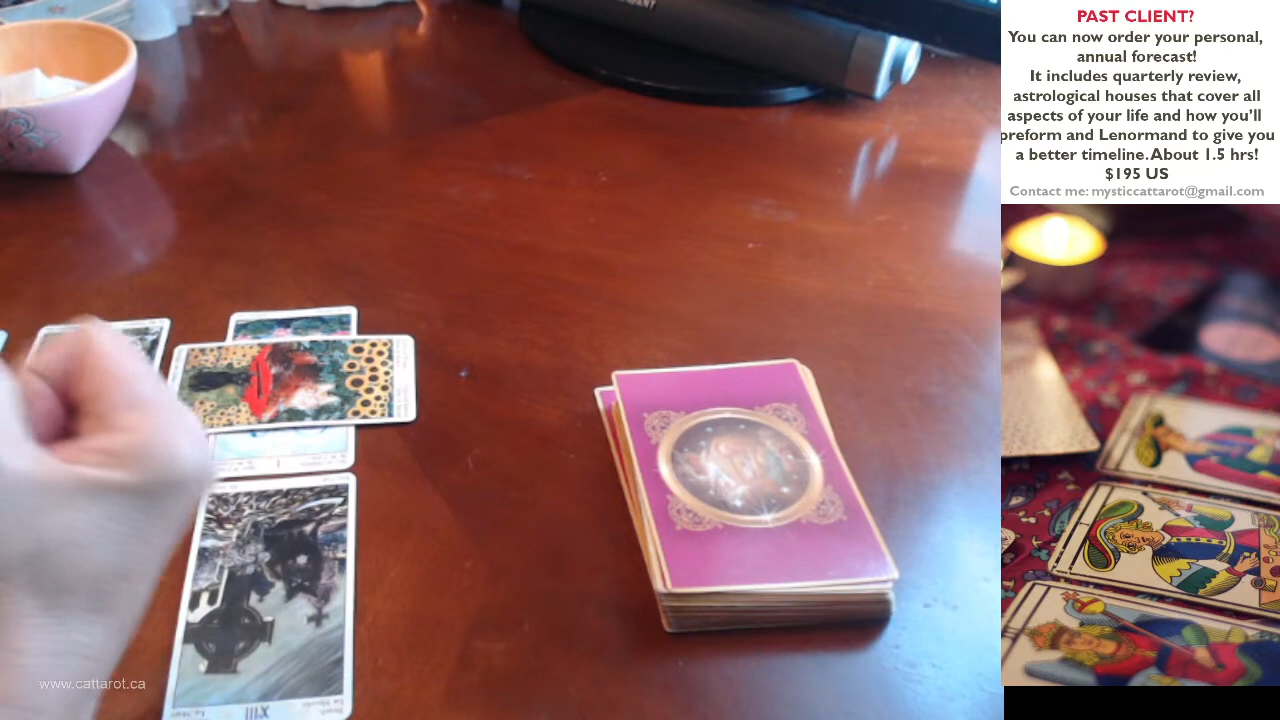 PAST CLIENT?
You can now order your personal,
annual forecast!
It includes quarterly review,
astrological houses that cover all
aspects of your life and how you'll
preform and Lenormand to give you
a better timeline. About 1.5 hrs!
$195 US
Contact me: mysticcattarot@gmail.com
www.cattarot.ca
XIII